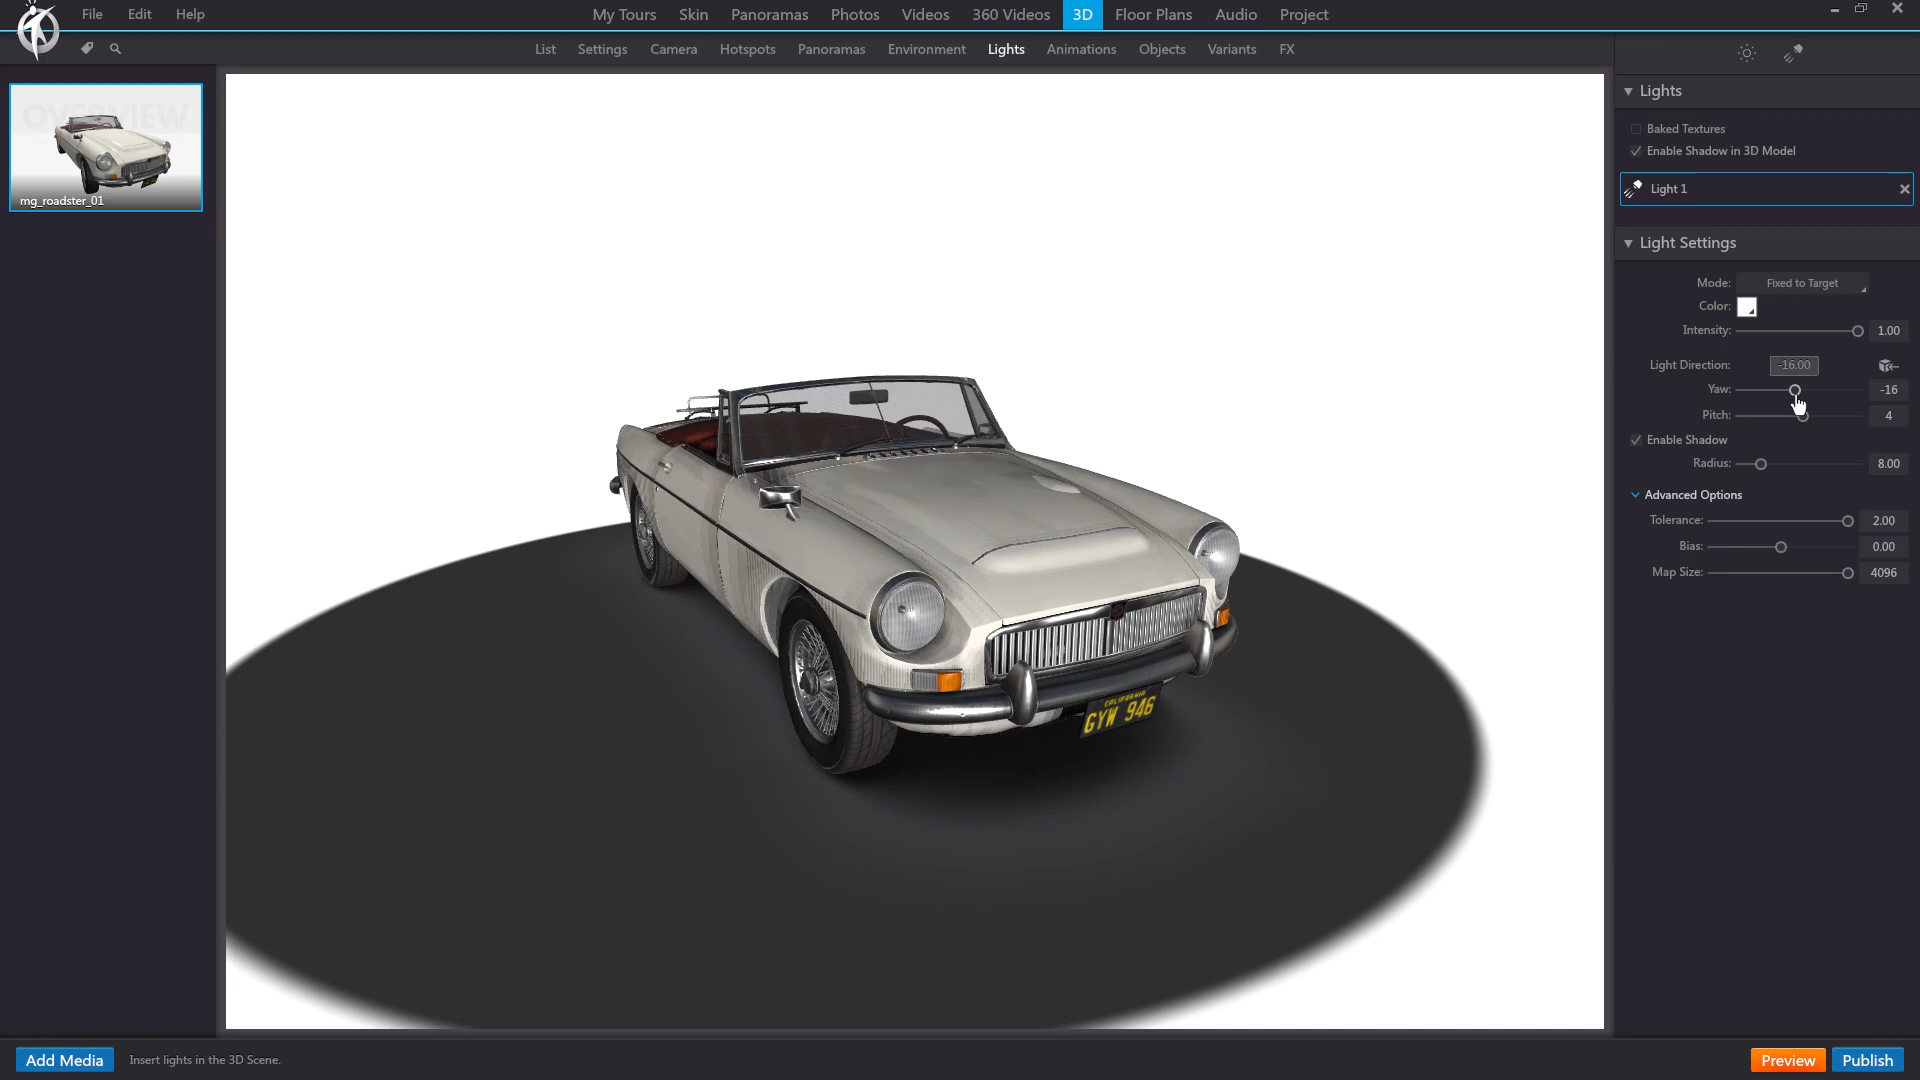 File Edit Help
My Tours Skin Panoramas Photos Videos 360 Videos 3D Floor Plans Audio Project
List Settings Camera Hotspots Panoramas Environment Lights Animations Objects Variants FX
OVERVIEW
mg_roadster_01
Lights
Baked Textures
Enable Shadow in 3D Model
Light 1
Light Settings
Mode: Fixed to Target
Color:
Intensity: 1.00
Light Direction: -16.00
Yaw: -16
Pitch: 4
Enable Shadow
Radius: 8.00
Advanced Options
Tolerance: 2.00
Bias: 0.00
Map Size: 4096
CALIFORNIA
GYW 946
Add Media Insert lights in the 3D Scene.
Preview Publish